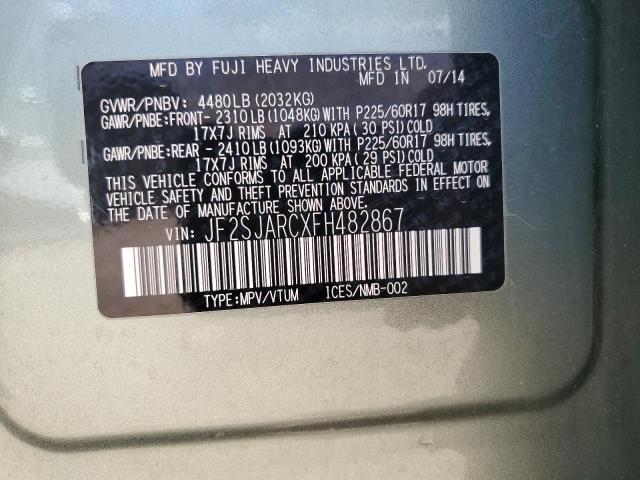 MFD BY FUJI HEAVY INDUSTRIES LTD.
MFD IN 07/14
GVWR/PNBV: 4480LB (2032KG)
GAWR/PNBE:FRONT- 2310LB (1048KG) WITH P225/60R17 98H TIRES,
17X7J RIMS AT 210 KPA (30 PSI) COLD
GAWR/PNBE:REAR - 2410LB (1093KG) WITH P225/60R17 98H TIRES,
17X7J RIMS AT 200 KPA (29 PSI) COLD
THIS VEHICLE CONFORMS TO ALL APPLICABLE FEDERAL MOTOR
VEHICLE SAFETY AND THEFT PREVENTION STANDARDS IN EFFECT ON
THE DATE OF MANUFACTURE SHOWN ABOVE.
VIN: JF2SJARCXFH482867
TYPE:MPV/VTUM ICES/NMB-002